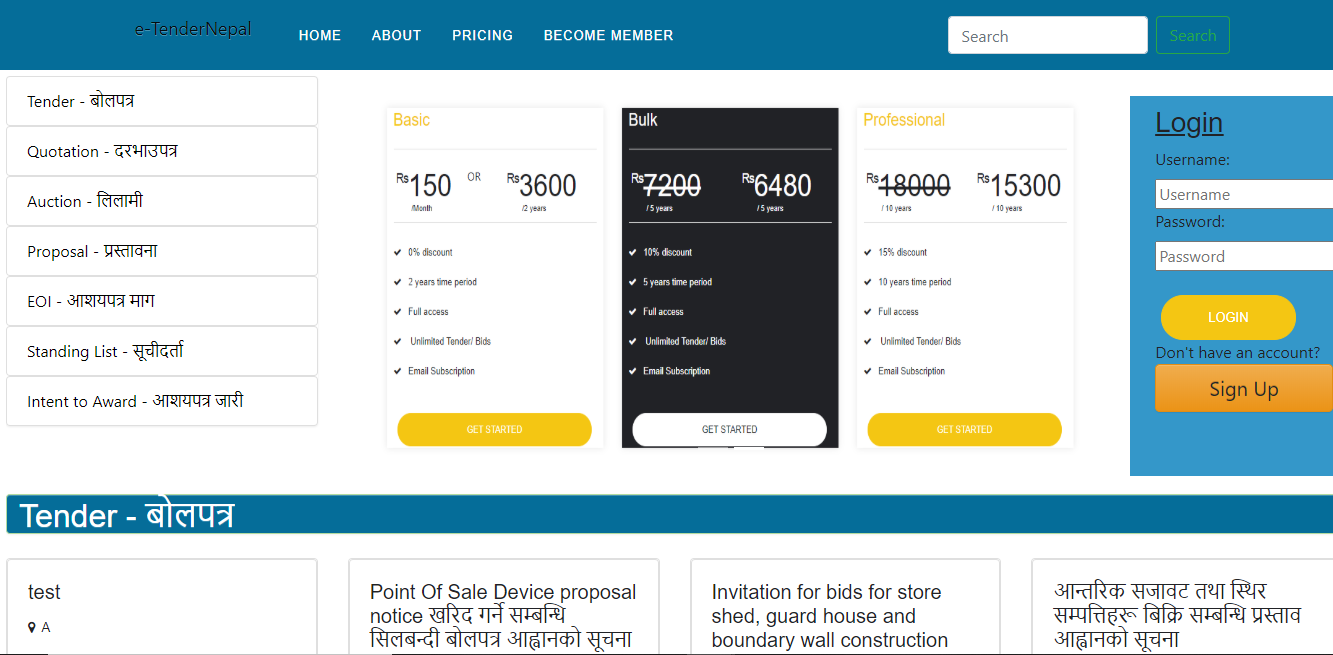 e-TenderNepal
HOME ABOUT PRICING BECOME MEMBER
Search Search
Tender - बोलपत्र
Quotation - दरभाउपत्र
Auction - लिलामी
Proposal - प्रस्तावना
EOI - आशयपत्र माग
Standing List - सूचीदर्ता
Intent to Award - आशयपत्र जारी
Basic
Rs150 OR Rs3600
/Month /2 years
0% discount
2 years time period
Full access
Unlimited Tender/ Bids
Email Subscription
GET STARTED
Bulk
Rs7200 Rs6480
/ 5 years / 5 years
10% discount
5 years time period
Full access
Unlimited Tender/ Bids
Email Subscription
GET STARTED
Professional
Rs18000 Rs15300
/ 10 years / 10 years
15% discount
10 years time period
Full access
Unlimited Tender/ Bids
Email Subscription
GET STARTED
Login
Username:
Username
Password:
Password
LOGIN
Don't have an account?
Sign Up
Tender - बोलपत्र
test
A
Point Of Sale Device proposal
notice खरिद गर्ने सम्बन्धि
सिलबन्दी बोलपत्र आह्वानको सूचना
Invitation for bids for store
shed, guard house and
boundary wall construction
आन्तरिक सजावट तथा स्थिर
सम्पत्तिहरू बिक्रि सम्बन्धि प्रस्ताव
आह्वानको सूचना